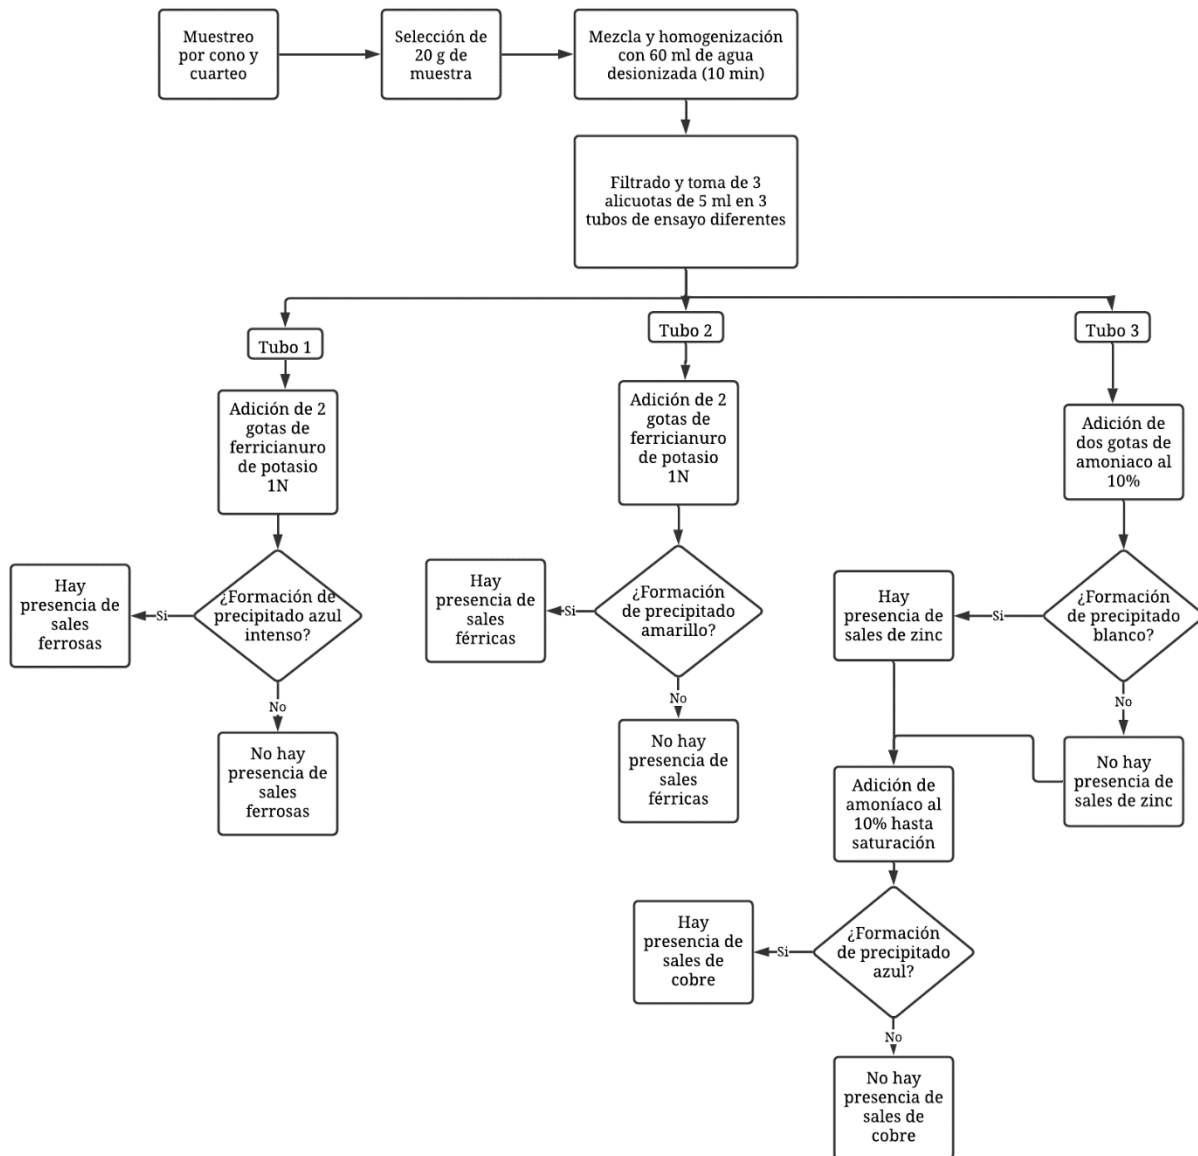 Muestreo
por cono y
cuarteo
Selección de
20 g de
muestra
Mezcla y homogenización
con 60 ml de agua
desionizada (10 min)
Filtrado y toma de 3
alicuotas de 5 ml en 3
tubos de ensayo diferentes
Tubo 1
Tubo 2
Tubo 3
Adición de 2
gotas de
ferricianuro
de potasio
1N
Adición de 2
gotas de
ferricianuro
de potasio
1N
Adición de
dos gotas de
amoniaco al
10%
Hay
presencia de
sales
ferrosas
Si
¿Formación de
precipitado azul
intenso?
No
No hay
presencia de
sales
ferrosas
Hay
presencia de
sales
férricas
Si
¿Formación
de precipitado
amarillo?
No
No hay
presencia de
sales
férricas
Hay
presencia de
sales de zinc
Si
¿Formación
de precipitado
blanco?
No
No hay
presencia de
sales de zinc
Adición de
amoníaco al
10% hasta
saturación
Hay
presencia de
sales de
cobre
Si
¿Formación
de precipitado
azul?
No
No hay
presencia de
sales de
cobre